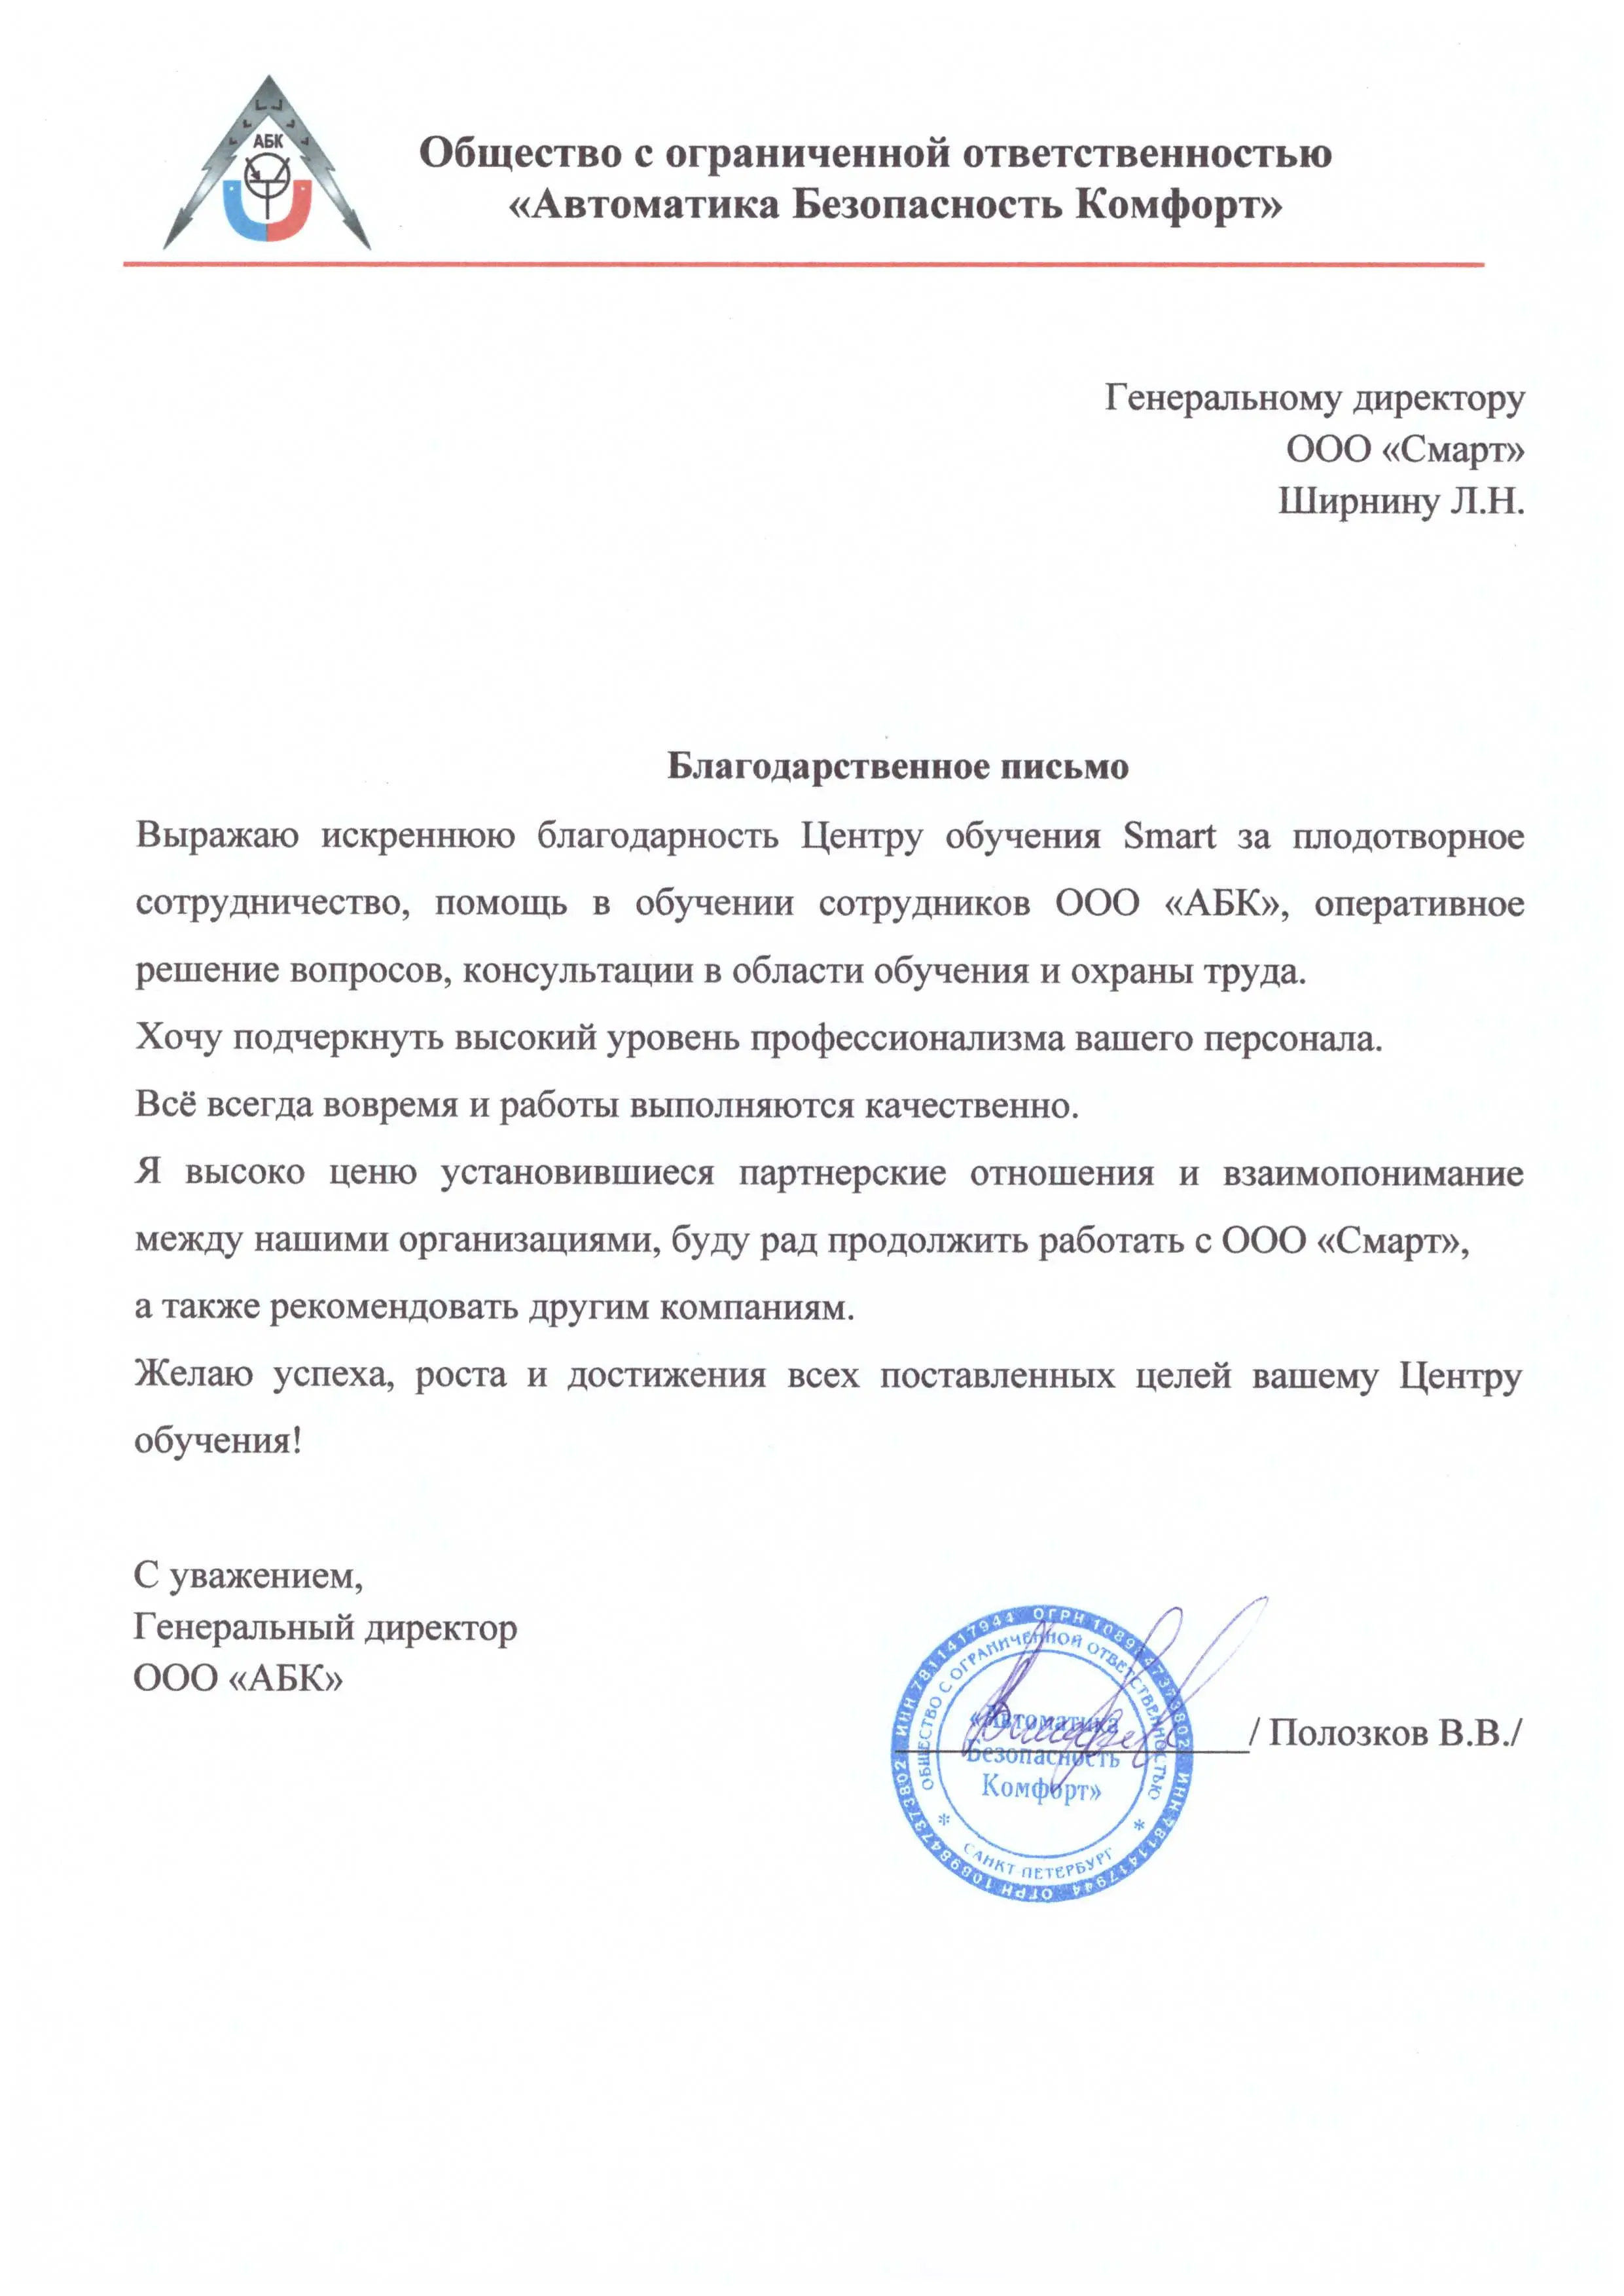 АБК
Общество с ограниченной ответственностью
«Автоматика Безопасность Комфорт»
Генеральному директору
ООО «Смарт»
Ширнину Л.Н.
Благодарственное письмо
Выражаю искреннюю благодарность Центру обучения Smart за плодотворное
сотрудничество, помощь в обучении сотрудников ООО «АБК», оперативное
решение вопросов, консультации в области обучения и охраны труда.
Хочу подчеркнуть высокий уровень профессионализма вашего персонала.
Всё всегда вовремя и работы выполняются качественно.
Я высоко ценю установившиеся партнерские отношения и взаимопонимание
между нашими организациями, буду рад продолжить работать с ООО «Смарт»,
а также рекомендовать другим компаниям.
Желаю успеха, роста и достижения всех поставленных целей вашему Центру
обучения!
С уважением,
Генеральный директор
ООО «АБК»
/ Полозков В.В./
ОГРН 1089847373802 ИНН 7811417944 ОГРН 1089847373802 ИНН 7811417944
ОБЩЕСТВО С ОГРАНИЧЕННОЙ ОТВЕТСТВЕННОСТЬЮ
* САНКТ-ПЕТЕРБУРГ *
«Автоматика
Безопасность
Комфорт»